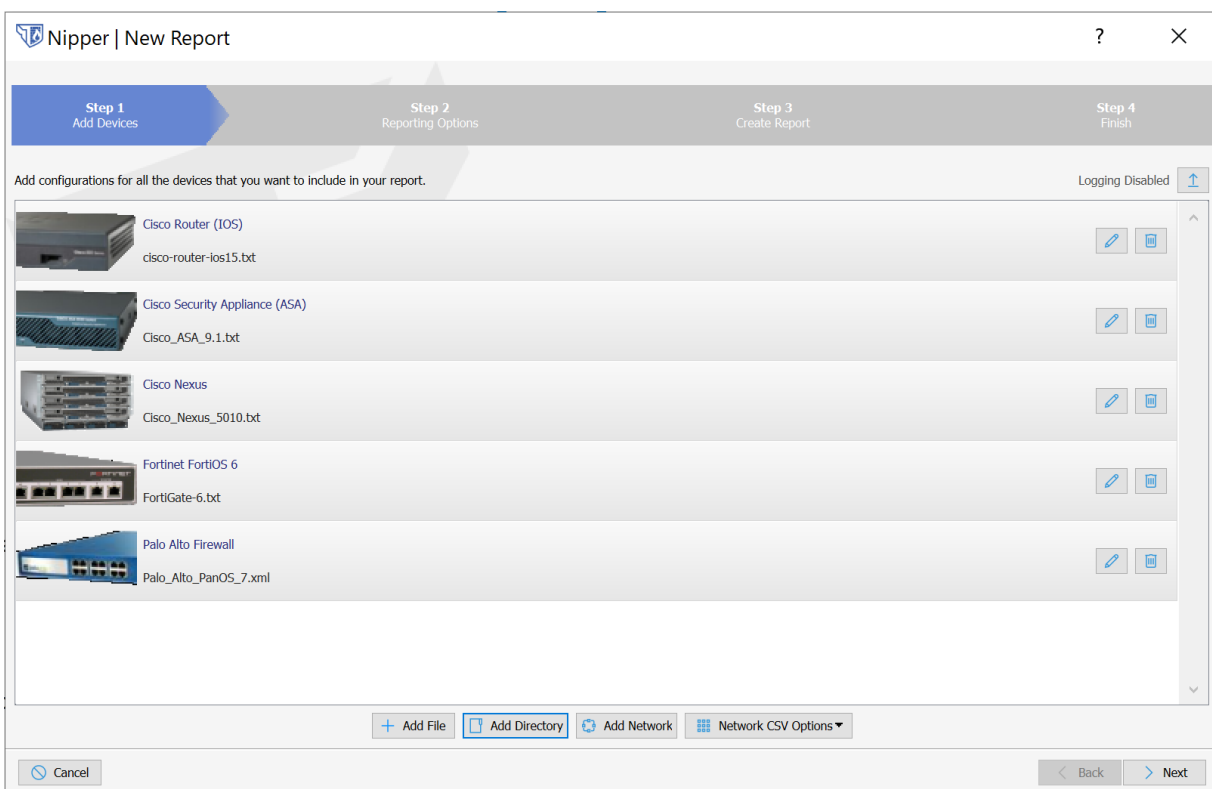 Nipper | New Report
?
Step 1
Add Devices
Step 2
Reporting Options
Step 3
Create Report
Step 4
Finish
Add configurations for all the devices that you want to include in your report.
Logging Disabled
Cisco Router (IOS)
cisco-router-ios15.txt
Cisco Security Appliance (ASA)
Cisco_ASA_9.1.txt
Cisco Nexus
Cisco_Nexus_5010.txt
Fortinet FortiOS 6
FortiGate-6.txt
Palo Alto Firewall
Palo_Alto_PanOS_7.xml
Add File
Add Directory
Add Network
Network CSV Options
Cancel
Back
Next